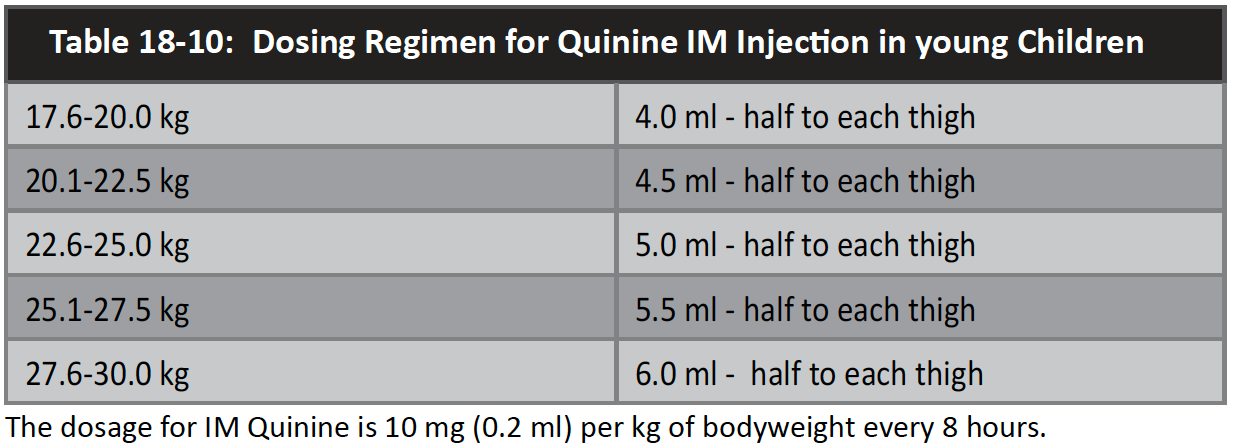 Table 18-10: Dosing Regimen for Quinine IM Injection in young Children
17.6-20.0 kg 4.0 ml - half to each thigh
20.1-22.5 kg 4.5 ml - half to each thigh
22.6-25.0 kg 5.0 ml - half to each thigh
25.1-27.5 kg 5.5 ml - half to each thigh
27.6-30.0 kg 6.0 ml - half to each thigh
The dosage for IM Quinine is 10 mg (0.2 ml) per kg of bodyweight every 8 hours.